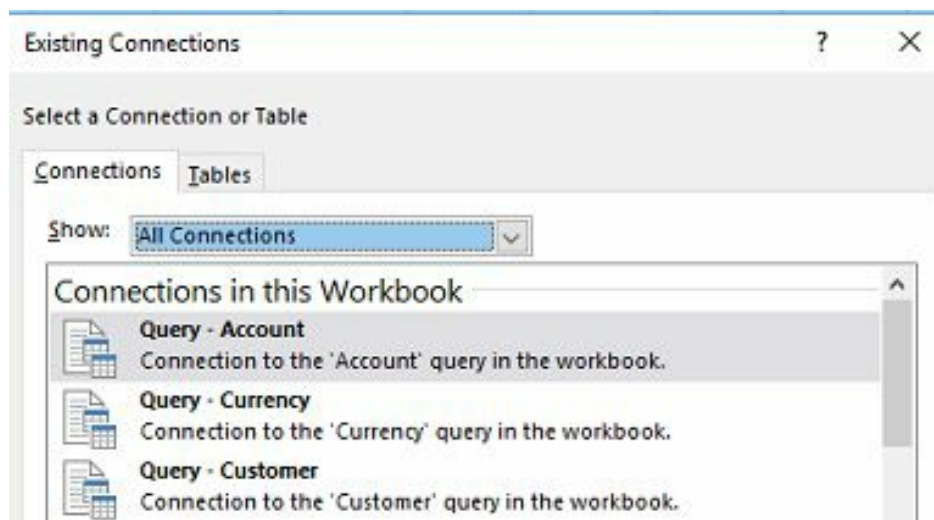 Existing Connections ? ×
Select a Connection or Table
Connections Tables
Show: All Connections
Connections in this Workbook
Query - Account
Connection to the 'Account' query in the workbook.
Query - Currency
Connection to the 'Currency' query in the workbook.
Query - Customer
Connection to the 'Customer' query in the workbook.